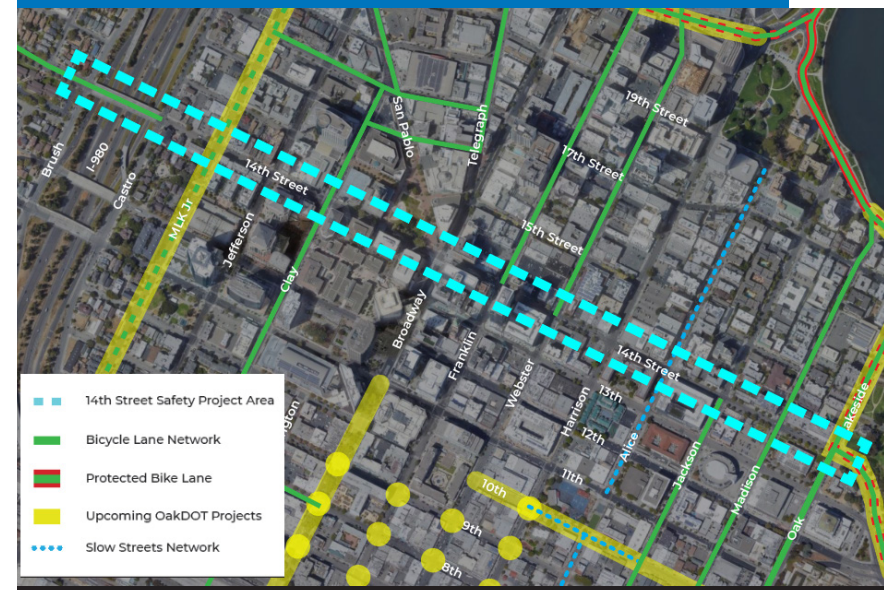 19th Street
San Pablo
Telegraph
17th Street
Brush
I-980
14th Street
Castro
MLK Jr
Jefferson
15th Street
Clay
Broadway
Franklin
14th Street
Webster
13th
Harrison
12th
Alice
11th
Jackson
Madison
Oak
10th
9th
8th
14th Street Safety Project Area
Bicycle Lane Network
Protected Bike Lane
Upcoming OakDOT Projects
Slow Streets Network